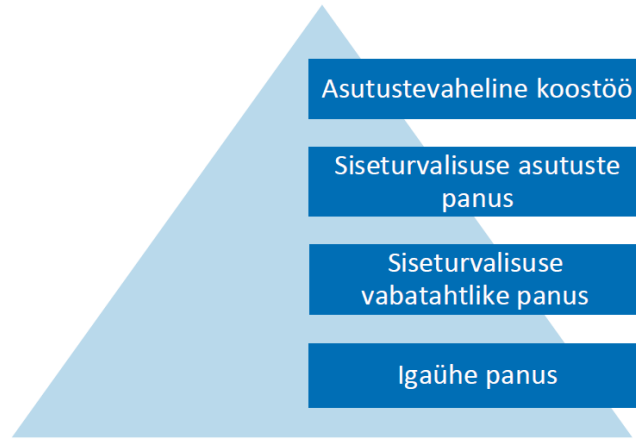 Asutustevaheline koostöö
Siseturvalisuse asutuste
panus
Siseturvalisuse
vabatahtlike panus
Igaühe panus